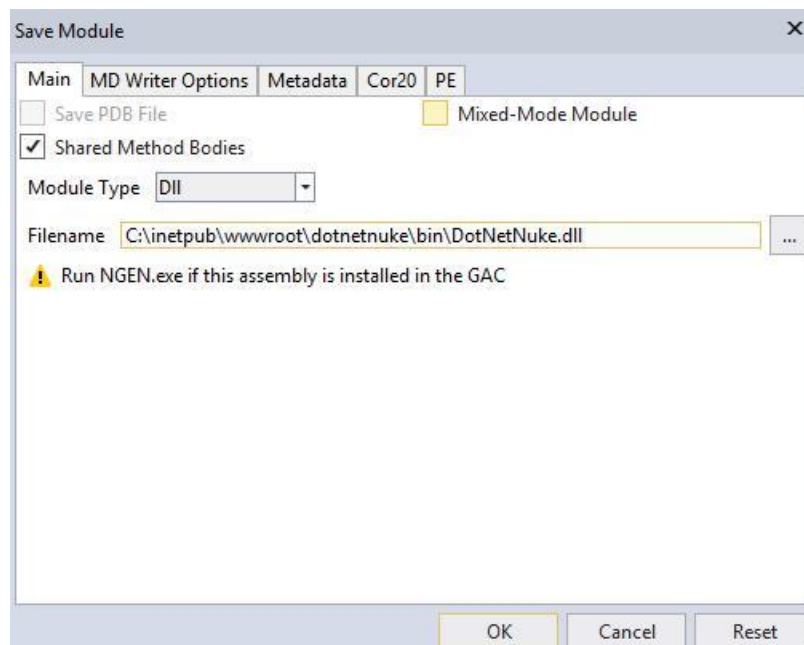 Save Module
Main MD Writer Options Metadata Cor20 PE
Save PDB File Mixed-Mode Module
Shared Method Bodies
Module Type Dll
Filename C:\inetpub\wwwroot\dotnetnuke\bin\DotNetNuke.dll ...
Run NGEN.exe if this assembly is installed in the GAC
OK Cancel Reset